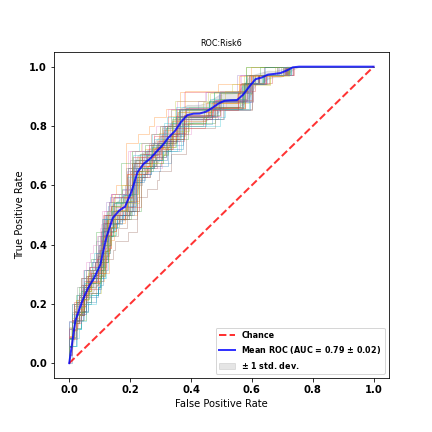 ROC:Risk6
1.0
0.8
0.6
0.4
0.2
0.0
True Positive Rate
0.0 0.2 0.4 0.6 0.8 1.0
False Positive Rate
Chance
Mean ROC (AUC = 0.79 ± 0.02)
± 1 std. dev.